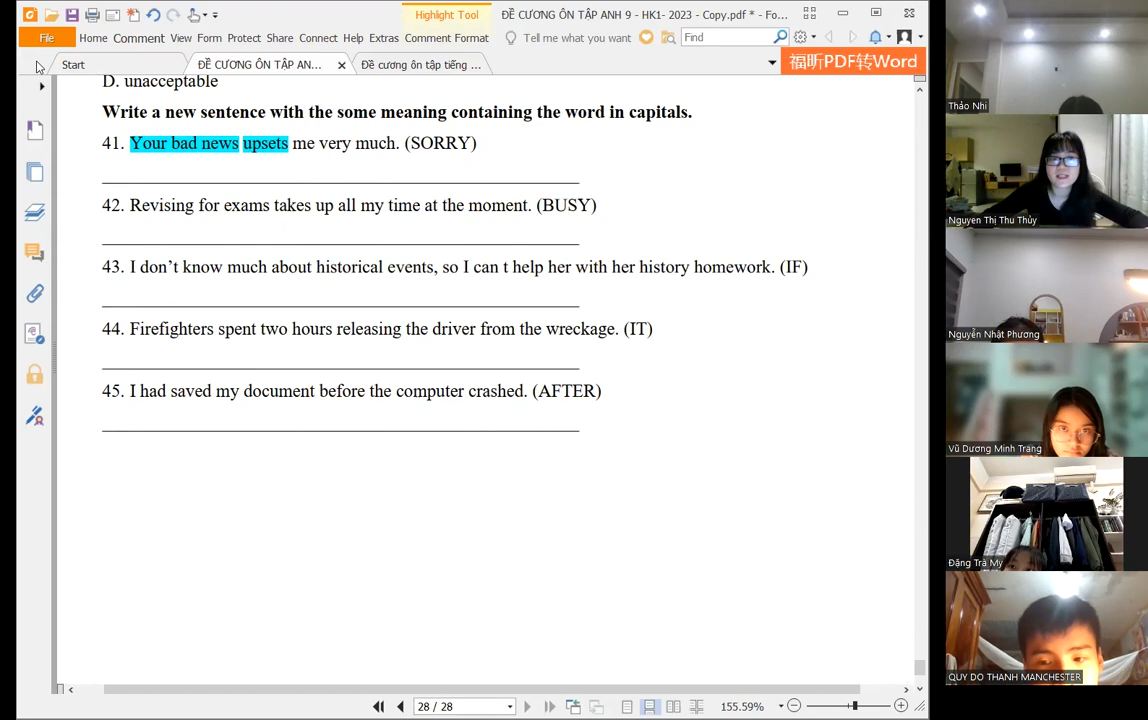 Highlight Tool
ĐỀ CƯƠNG ÔN TẬP ANH 9 - HK1- 2023 - Copy.pdf * - Fo...
File Home Comment View Form Protect Share Connect Help Extras Comment Format
Tell me what you want
Find
Start
ĐỀ CƯƠNG ÔN TẬP AN...
Đề cương ôn tập tiếng ...
福昕PDF转Word
D. unacceptable
Write a new sentence with the some meaning containing the word in capitals.
41. Your bad news upsets me very much. (SORRY)
42. Revising for exams takes up all my time at the moment. (BUSY)
43. I don't know much about historical events, so I can t help her with her history homework. (IF)
44. Firefighters spent two hours releasing the driver from the wreckage. (IT)
45. I had saved my document before the computer crashed. (AFTER)
28 / 28
155.59%
Thảo Nhi
Nguyen Thị Thu Thủy
Nguyễn Nhật Phương
Vũ Dương Minh Trang
Đặng Trà My
QUY DO THANH MANCHESTER